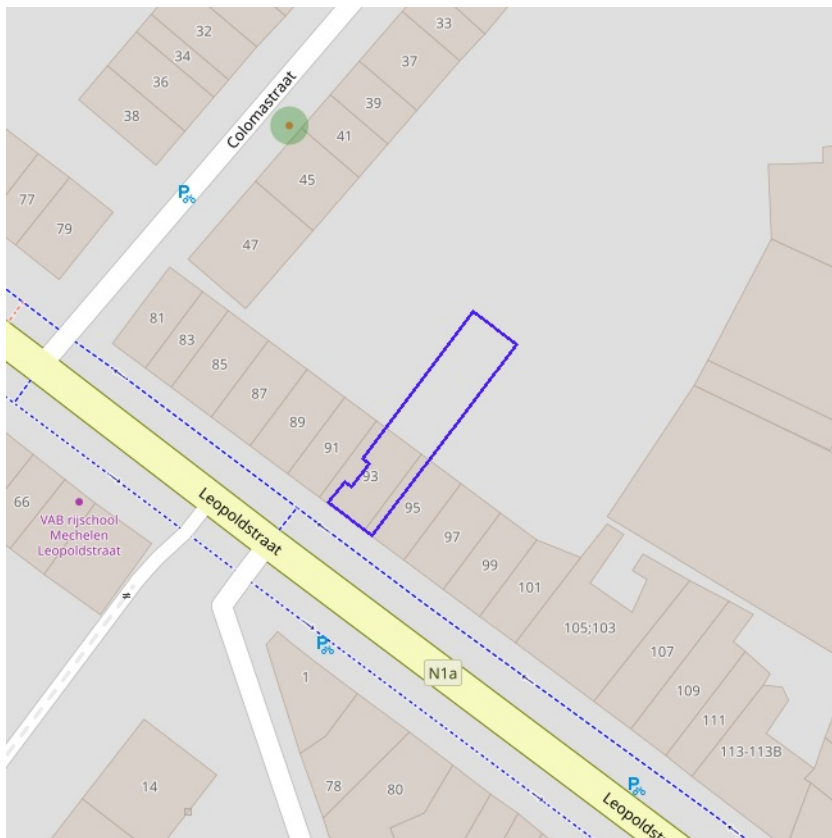 33
32
37
34
36
39
38
Colomastraat
41
45
P
77
79
47
81
83
85
87
89
91
93
95
66
VAB rijschool
Mechelen
Leopoldstraat
Leopoldstraat
97
99
101
105;103
P
107
1
N1a
109
111
113-113B
14
78
80
P
Leopoldst